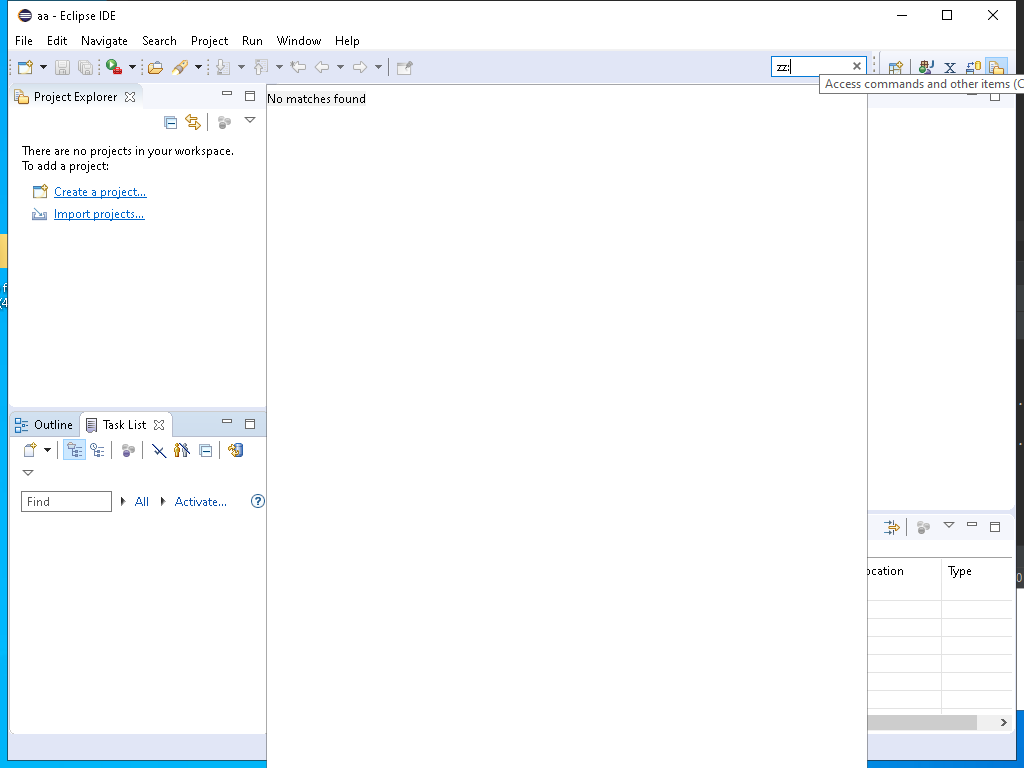 aa - Eclipse IDE
File Edit Navigate Search Project Run Window Help
zz:
Access commands and other items (C
Project Explorer
No matches found
There are no projects in your workspace.
To add a project:
Create a project...
Import projects...
Outline Task List
Find All Activate...
ocation Type